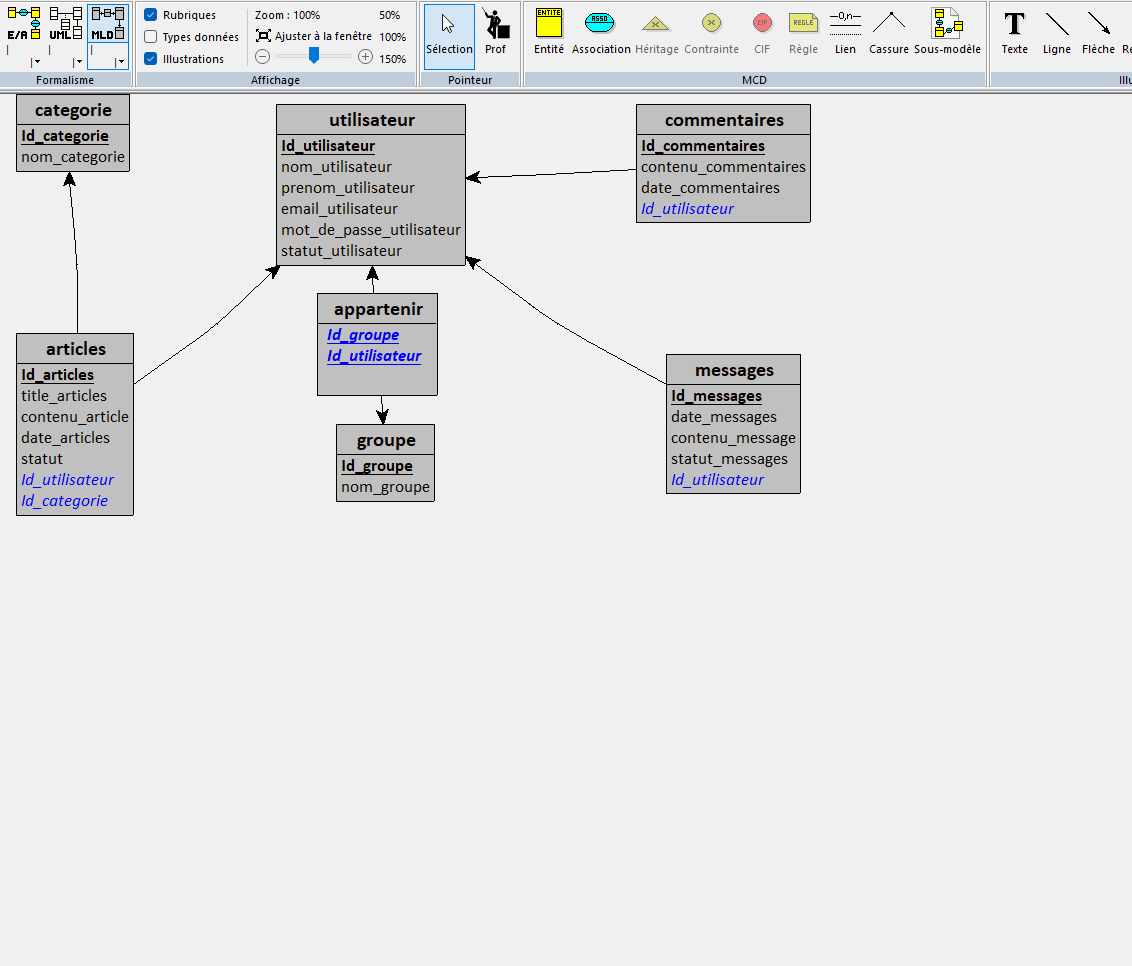 E/A UML MLD
Formalisme
Rubriques
Types données
Illustrations
Zoom : 100% 50%
Ajuster à la fenêtre 100%
150%
Affichage
Sélection Prof
Pointeur
ENTITE ASSO CIF REGLE —0,n—
Entité Association Héritage Contrainte CIF Règle Lien Cassure Sous-modèle
MCD
T
Texte Ligne Flèche
categorie
Id_categorie
nom_categorie
utilisateur
Id_utilisateur
nom_utilisateur
prenom_utilisateur
email_utilisateur
mot_de_passe_utilisateur
statut_utilisateur
commentaires
Id_commentaires
contenu_commentaires
date_commentaires
Id_utilisateur
appartenir
Id_groupe
Id_utilisateur
articles
Id_articles
title_articles
contenu_article
date_articles
statut
Id_utilisateur
Id_categorie
groupe
Id_groupe
nom_groupe
messages
Id_messages
date_messages
contenu_message
statut_messages
Id_utilisateur